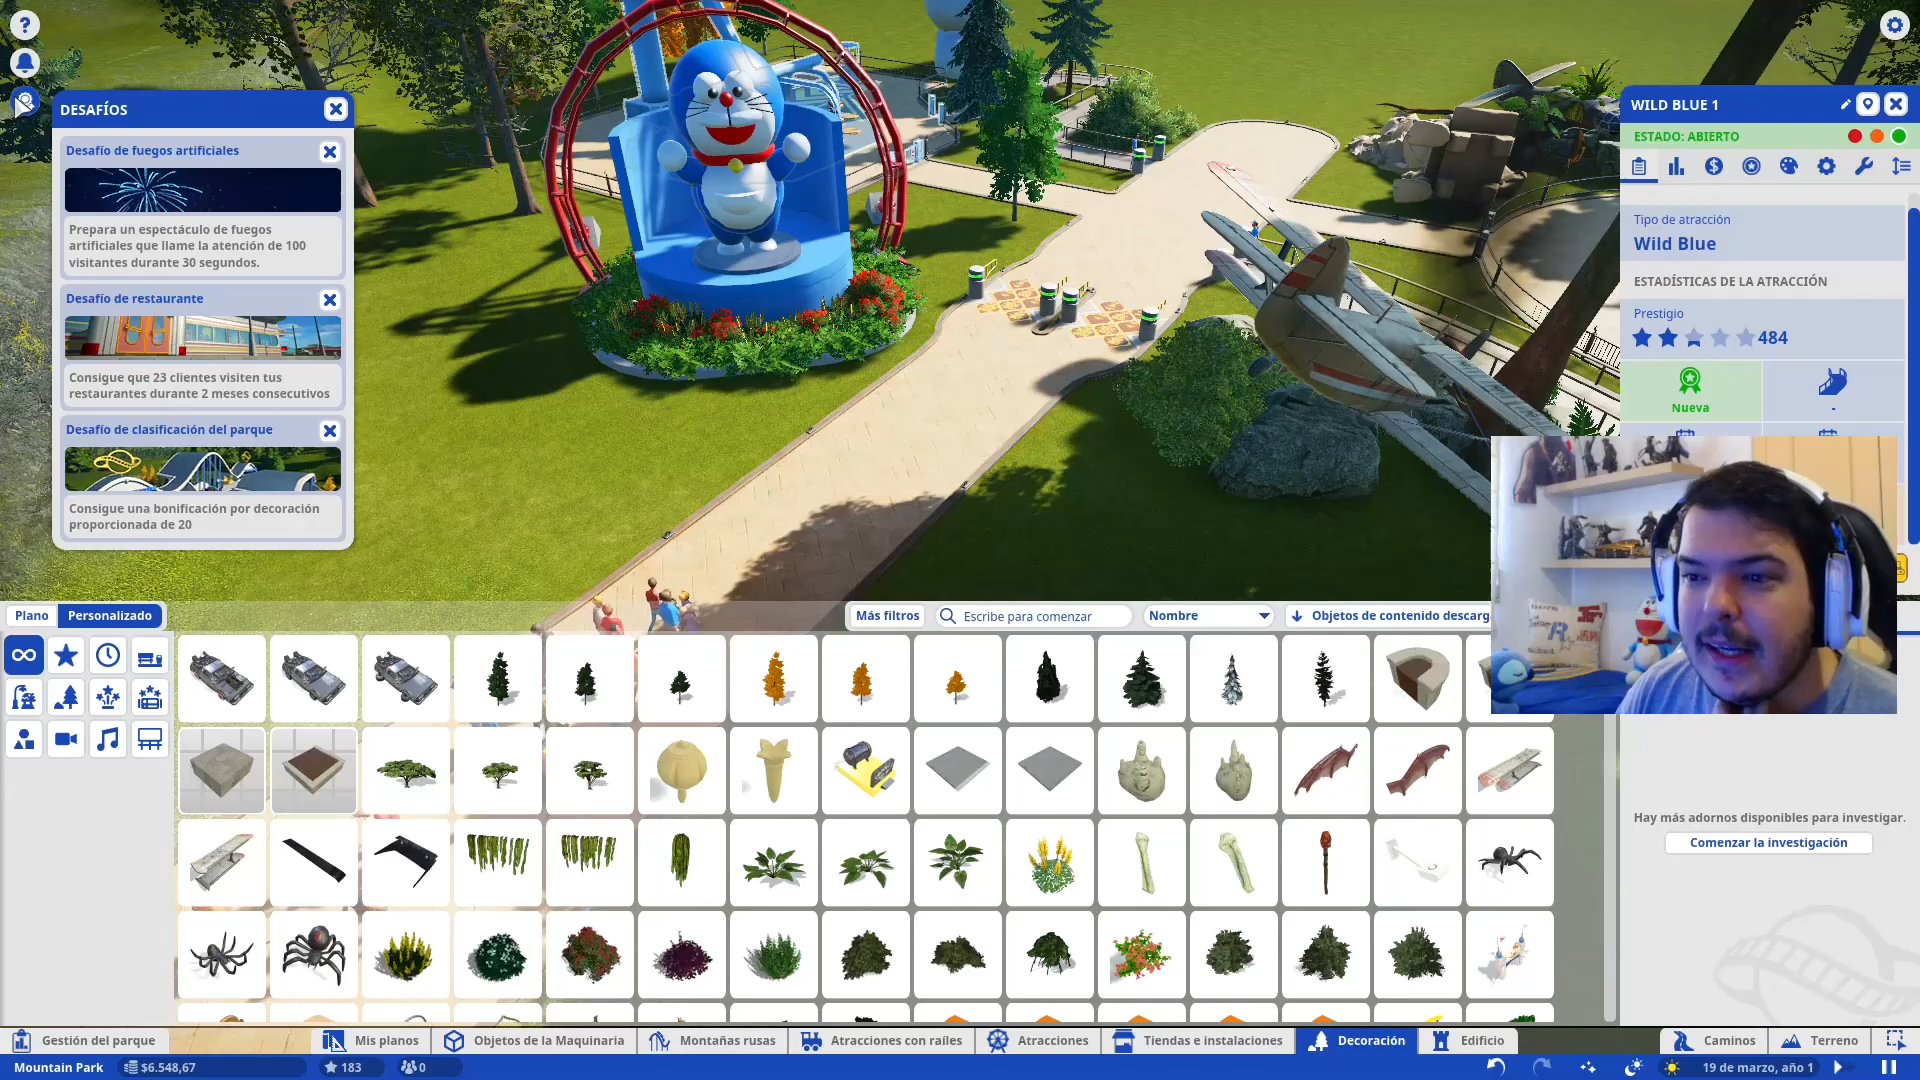 DESAFÍOS
Desafío de fuegos artificiales
Prepara un espectáculo de fuegos
artificiales que llame la atención de 100
visitantes durante 30 segundos.
Desafío de restaurante
Consigue que 23 clientes visiten tus
restaurantes durante 2 meses consecutivos
Desafío de clasificación del parque
Consigue una bonificación por decoración
proporcionada de 20
WILD BLUE 1
ESTADO: ABIERTO
Tipo de atracción
Wild Blue
ESTADÍSTICAS DE LA ATRACCIÓN
Prestigio
484
Nueva
-
Plano
Personalizado
Más filtros
Escribe para comenzar
Nombre
Objetos de contenido descarg
Hay más adornos disponibles para investigar.
Comenzar la investigación
Gestión del parque
Mis planos
Objetos de la Maquinaria
Montañas rusas
Atracciones con raíles
Atracciones
Tiendas e instalaciones
Decoración
Edificio
Caminos
Terreno
Mountain Park
$6.548,67
183
0
19 de marzo, año 1